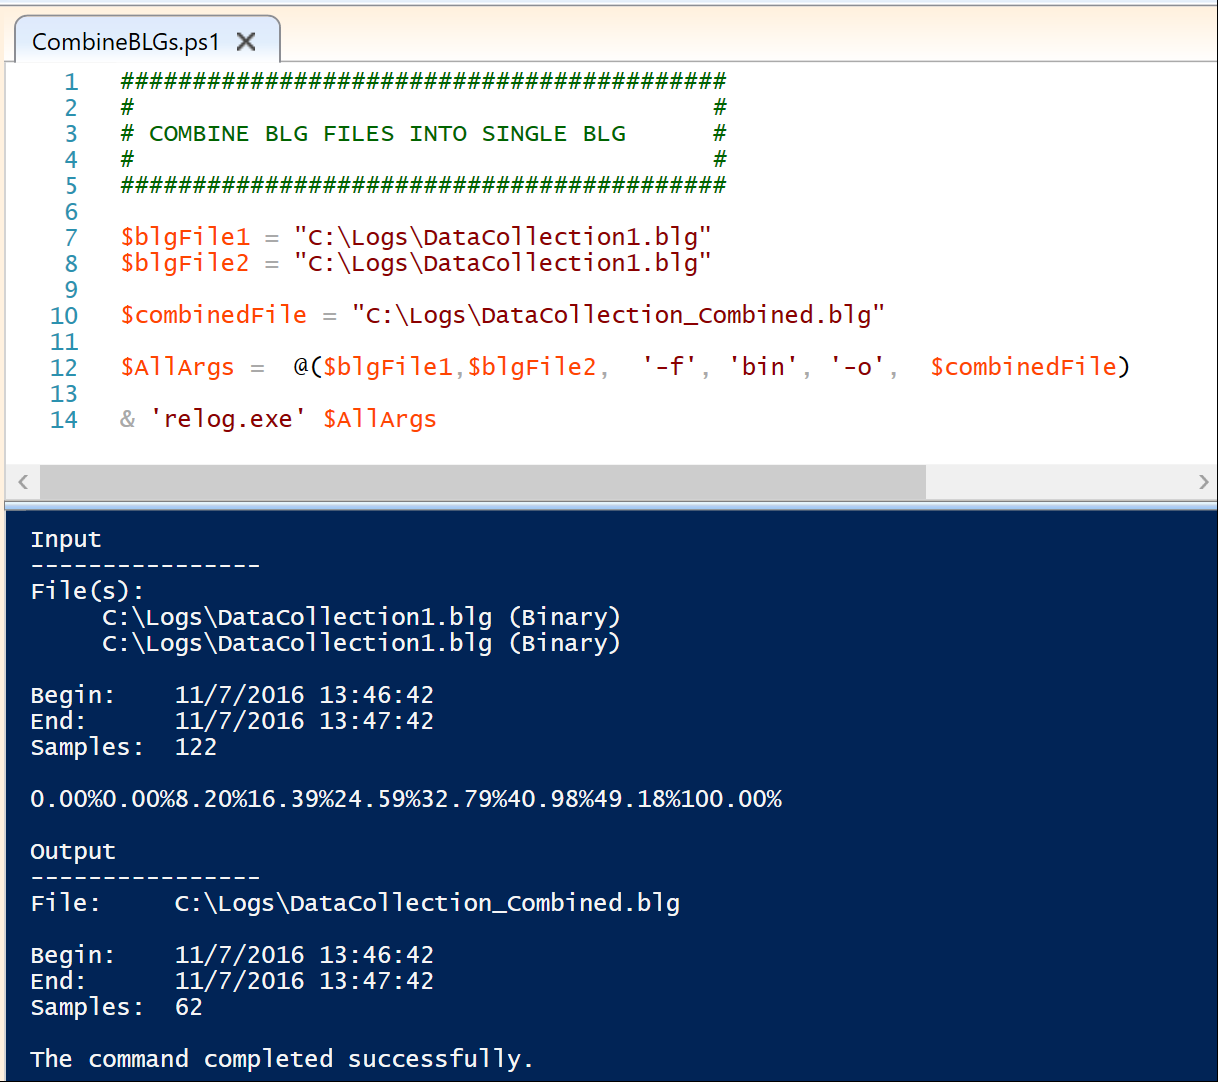 CombineBLGs.ps1 X
1 ##########################################
2 # #
3 # COMBINE BLG FILES INTO SINGLE BLG #
4 # #
5 ##########################################
6
7 $blgFile1 = "C:\Logs\DataCollection1.blg"
8 $blgFile2 = "C:\Logs\DataCollection1.blg"
9
10 $combinedFile = "C:\Logs\DataCollection_Combined.blg"
11
12 $AllArgs = @($blgFile1,$blgFile2, '-f', 'bin', '-o', $combinedFile)
13
14 & 'relog.exe' $AllArgs
Input
----------------
File(s):
C:\Logs\DataCollection1.blg (Binary)
C:\Logs\DataCollection1.blg (Binary)
Begin: 11/7/2016 13:46:42
End: 11/7/2016 13:47:42
Samples: 122
0.00%0.00%8.20%16.39%24.59%32.79%40.98%49.18%100.00%
Output
----------------
File: C:\Logs\DataCollection_Combined.blg
Begin: 11/7/2016 13:46:42
End: 11/7/2016 13:47:42
Samples: 62
The command completed successfully.